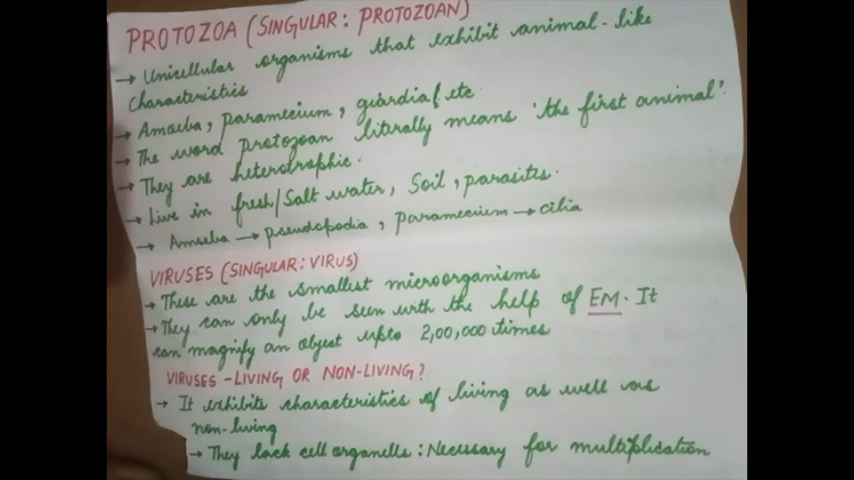 PROTOZOA (SINGULAR: PROTOZOAN)
→ Unicellular organisms that exhibit animal-like
characteristics
→ Amoeba, paramecium, giardia, etc
→ The word protozoan literally means 'the first animal'.
→ They are heterotrophic.
→ Live in fresh/Salt water, Soil, parasites.
→ Amoeba → pseudopodia, paramecium → cilia
VIRUSES (SINGULAR: VIRUS)
→ These are the smallest microorganisms
→ They can only be seen with the help of EM. It
can magnify an object upto 2,00,000 times
VIRUSES - LIVING OR NON-LIVING?
→ It exhibits characteristics of living as well as
non-living
→ They lack cell organells: Necessary for multiplication